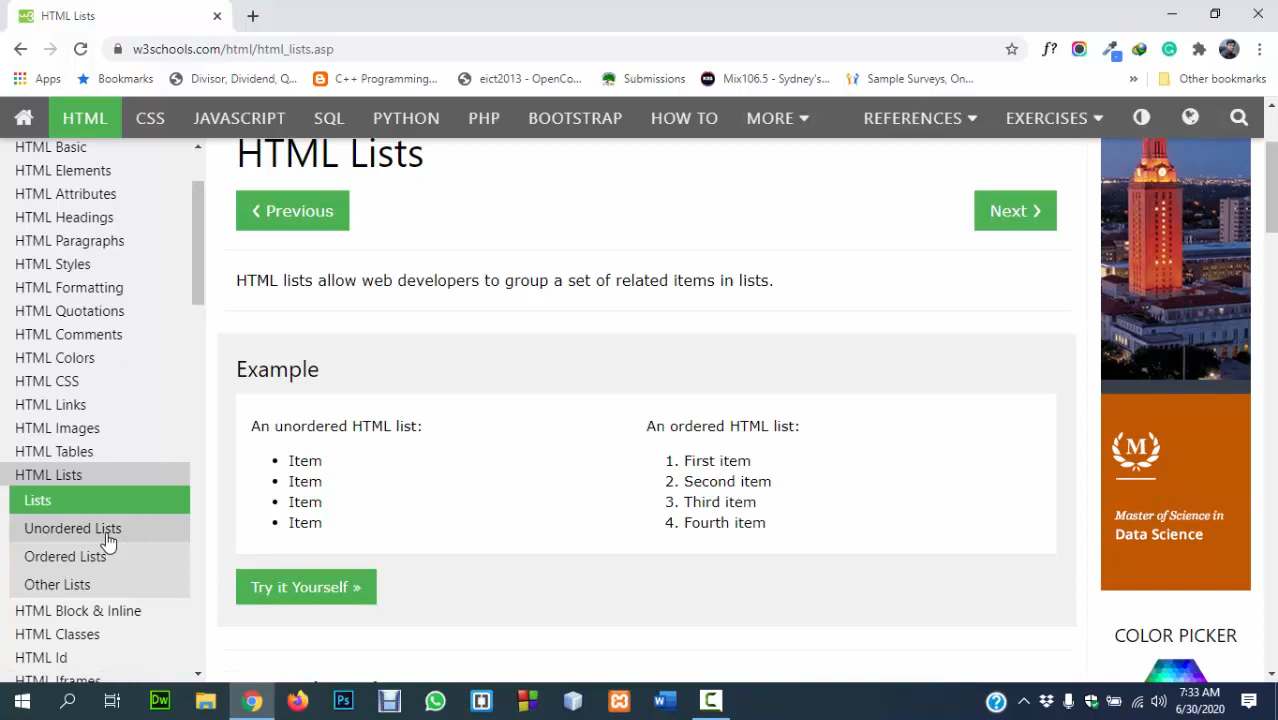 HTML Lists
w3schools.com/html/html_lists.asp
f?
Apps
Bookmarks
Divisor, Dividend, Q...
C++ Programming...
eict2013 - OpenCo...
Submissions
Mix106.5 - Sydney's...
Sample Surveys, On...
»
Other bookmarks
HTML
CSS
JAVASCRIPT
SQL
PYTHON
PHP
BOOTSTRAP
HOW TO
MORE
REFERENCES
EXERCISES
HTML Basic
HTML Elements
HTML Attributes
HTML Headings
HTML Paragraphs
HTML Styles
HTML Formatting
HTML Quotations
HTML Comments
HTML Colors
HTML CSS
HTML Links
HTML Images
HTML Tables
HTML Lists
Lists
Unordered Lists
Ordered Lists
Other Lists
HTML Block & Inline
HTML Classes
HTML Id
HTML Iframes
HTML Lists
❮ Previous
Next ❯
HTML lists allow web developers to group a set of related items in lists.
Example
An unordered HTML list:
• Item
• Item
• Item
• Item
An ordered HTML list:
1. First item
2. Second item
3. Third item
4. Fourth item
Try it Yourself »
M
Master of Science in
Data Science
COLOR PICKER
Dw
Ps
W
C
7:33 AM
6/30/2020